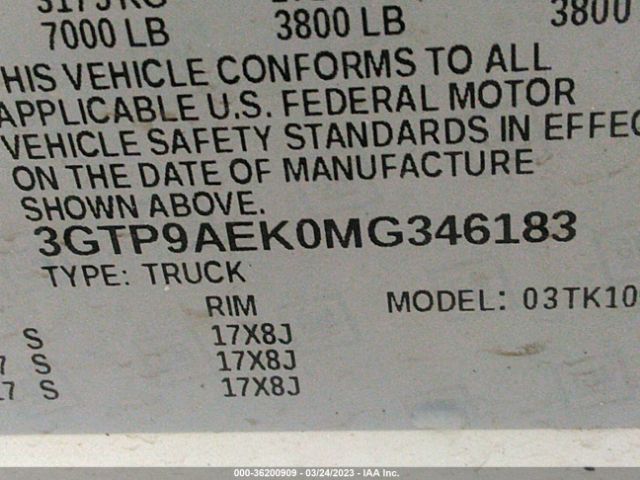 7000 LB 3800 LB 3800
HIS VEHICLE CONFORMS TO ALL
APPLICABLE U.S. FEDERAL MOTOR
VEHICLE SAFETY STANDARDS IN EFFEC
ON THE DATE OF MANUFACTURE
SHOWN ABOVE.
3GTP9AEK0MG346183
TYPE: TRUCK
RIM MODEL: 03TK10
S 17X8J
7 S 17X8J
17 S 17X8J
000-36200909 - 03/24/2023 - IAA Inc.